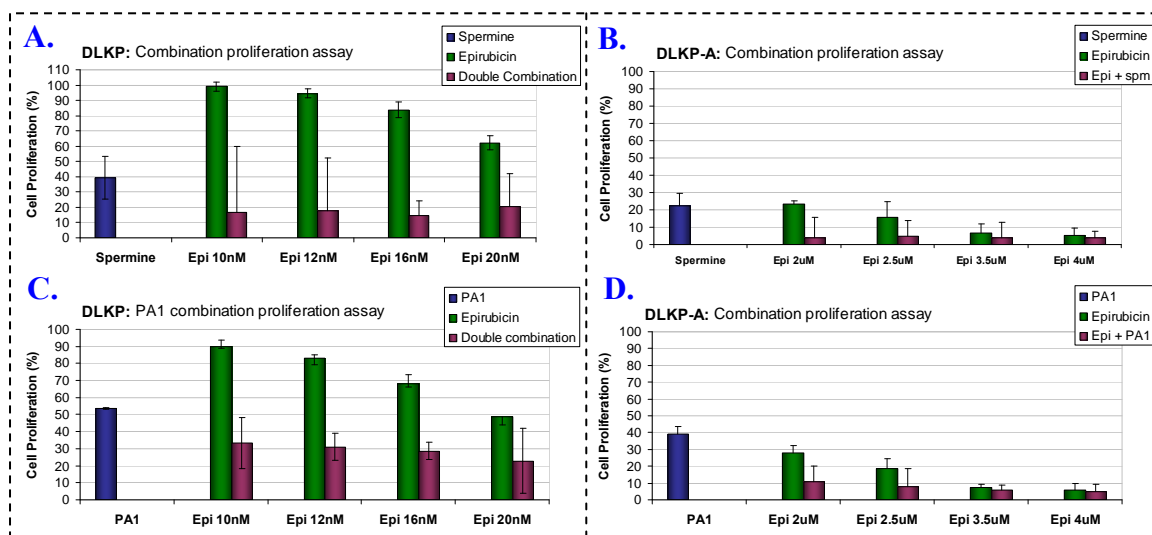 A.
DLKP: Combination proliferation assay
Spermine
Epirubicin
Double Combination
Cell Proliferation (%)
110
100
90
80
70
60
50
40
30
20
10
0
Spermine Epi 10nM Epi 12nM Epi 16nM Epi 20nM
B.
DLKP-A: Combination proliferation assay
Spermine
Epirubicin
Epi + spm
Cell Proliferation (%)
100
90
80
70
60
50
40
30
20
10
0
Spermine Epi 2uM Epi 2.5uM Epi 3.5uM Epi 4uM
C.
DLKP: PA1 combination proliferation assay
PA1
Epirubicin
Double combination
Cell Proliferation (%)
100
90
80
70
60
50
40
30
20
10
0
PA1 Epi 10nM Epi 12nM Epi 16nM Epi 20nM
D.
DLKP-A: Combination proliferation assay
PA1
Epirubicin
Epi + PA1
Cell Proliferation (%)
100
90
80
70
60
50
40
30
20
10
0
PA1 Epi 2uM Epi 2.5uM Epi 3.5uM Epi 4uM